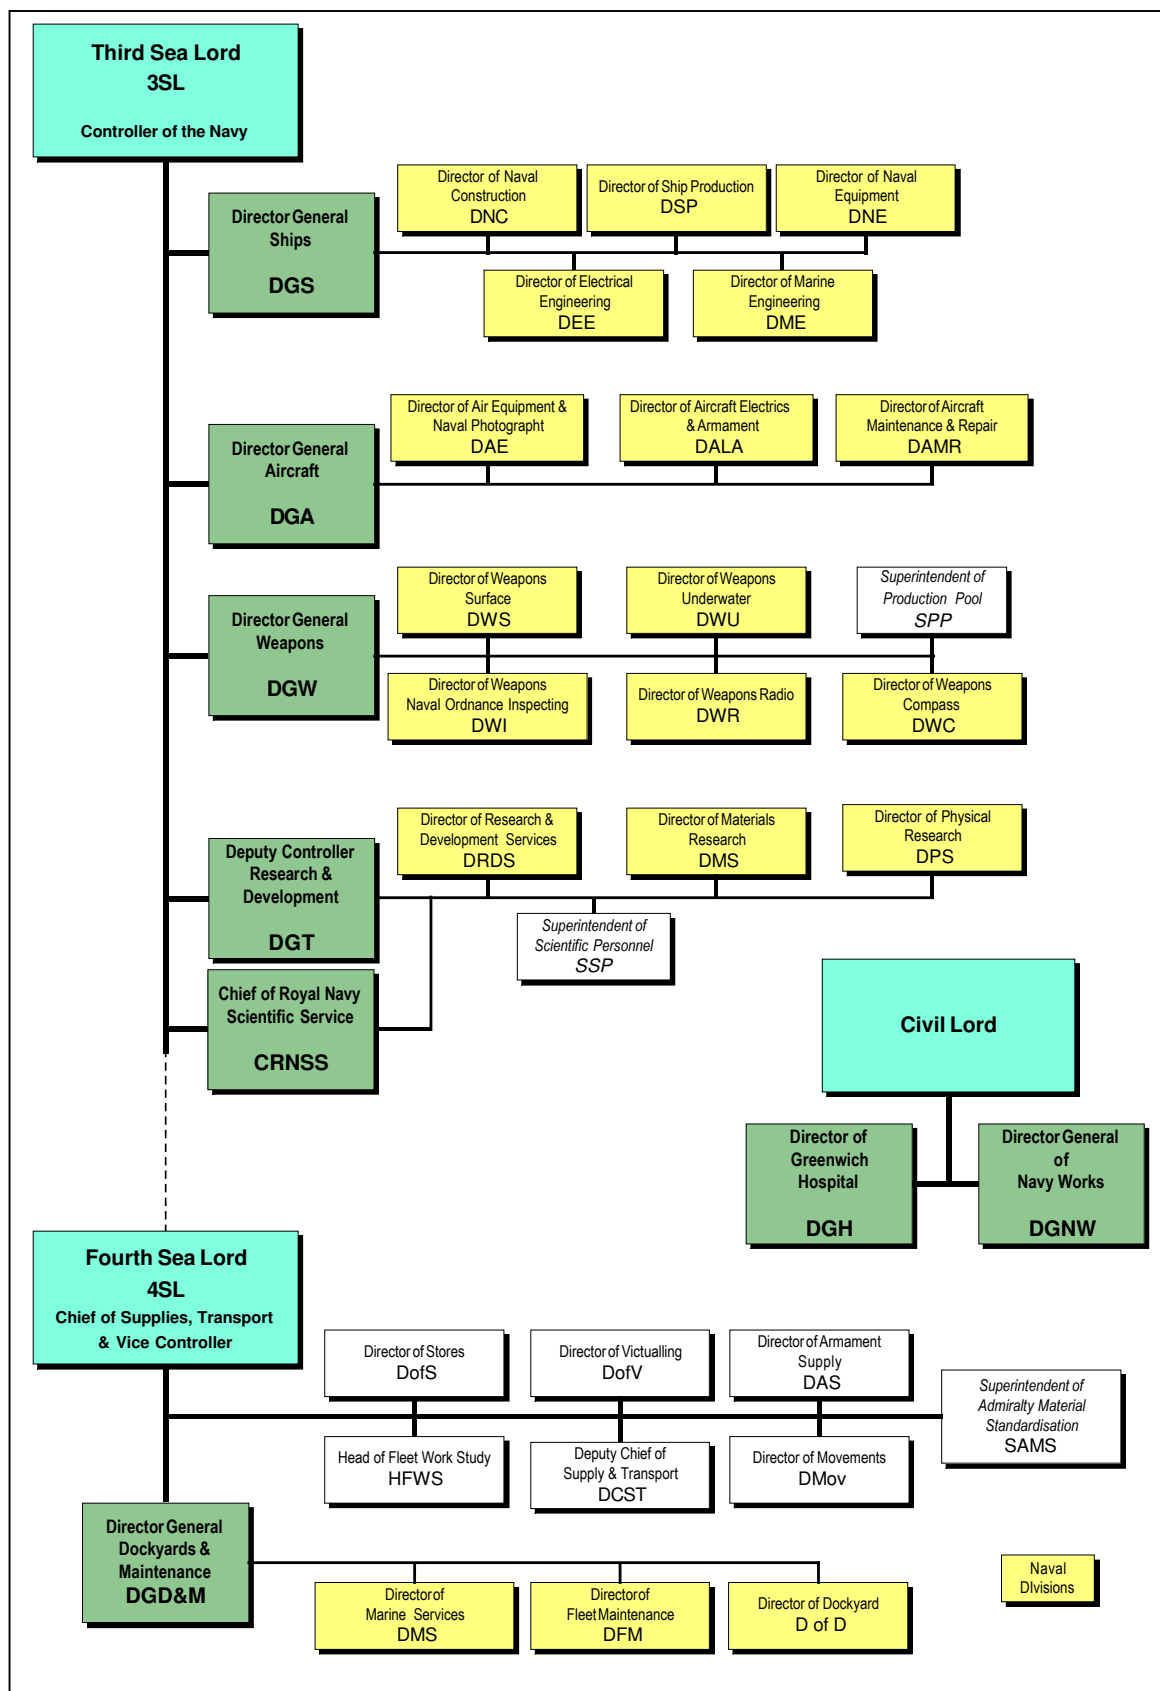 Third Sea Lord
3SL
Controller of the Navy
Director General
Ships
DGS
Director of Naval
Construction
DNC
Director of Ship Production
DSP
Director of Naval
Equipment
DNE
Director of Electrical
Engineering
DEE
Director of Marine
Engineering
DME
Director General
Aircraft
DGA
Director of Air Equipment &
Naval Photographt
DAE
Director of Aircraft Electrics
& Armament
DALA
Director of Aircraft
Maintenance & Repair
DAMR
Director General
Weapons
DGW
Director of Weapons
Surface
DWS
Director of Weapons
Underwater
DWU
Superintendent of
Production Pool
SPP
Director of Weapons
Naval Ordnance Inspecting
DWI
Director of Weapons Radio
DWR
Director of Weapons
Compass
DWC
Deputy Controller
Research &
Development
DGT
Director of Research &
Development Services
DRDS
Director of Materials
Research
DMS
Director of Physical
Research
DPS
Superintendent of
Scientific Personnel
SSP
Chief of Royal Navy
Scientific Service
CRNSS
Civil Lord
Director of
Greenwich
Hospital
DGH
Director General
of
Navy Works
DGNW
Fourth Sea Lord
4SL
Chief of Supplies, Transport
& Vice Controller
Director of Stores
DofS
Director of Victualling
DofV
Director of Armament
Supply
DAS
Superintendent of
Admiralty Material
Standardisation
SAMS
Head of Fleet Work Study
HFWS
Deputy Chief of
Supply & Transport
DCST
Director of Movements
DMov
Director General
Dockyards &
Maintenance
DGD&M
Director of
Marine Services
DMS
Director of
Fleet Maintenance
DFM
Director of Dockyard
D of D
Naval
DIvisions